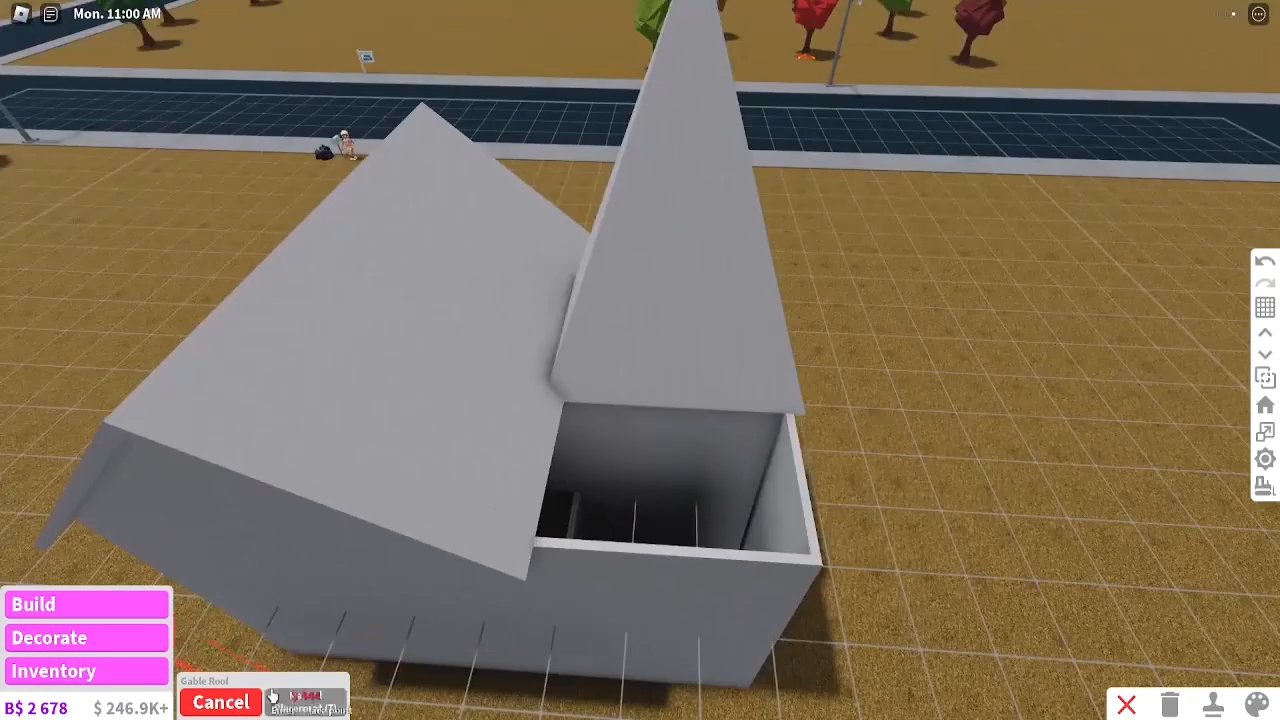 Mon. 11:00 AM
Build
Decorate
Inventory
B$ 2 678 $ 246.9K+
Gable Roof
Cancel